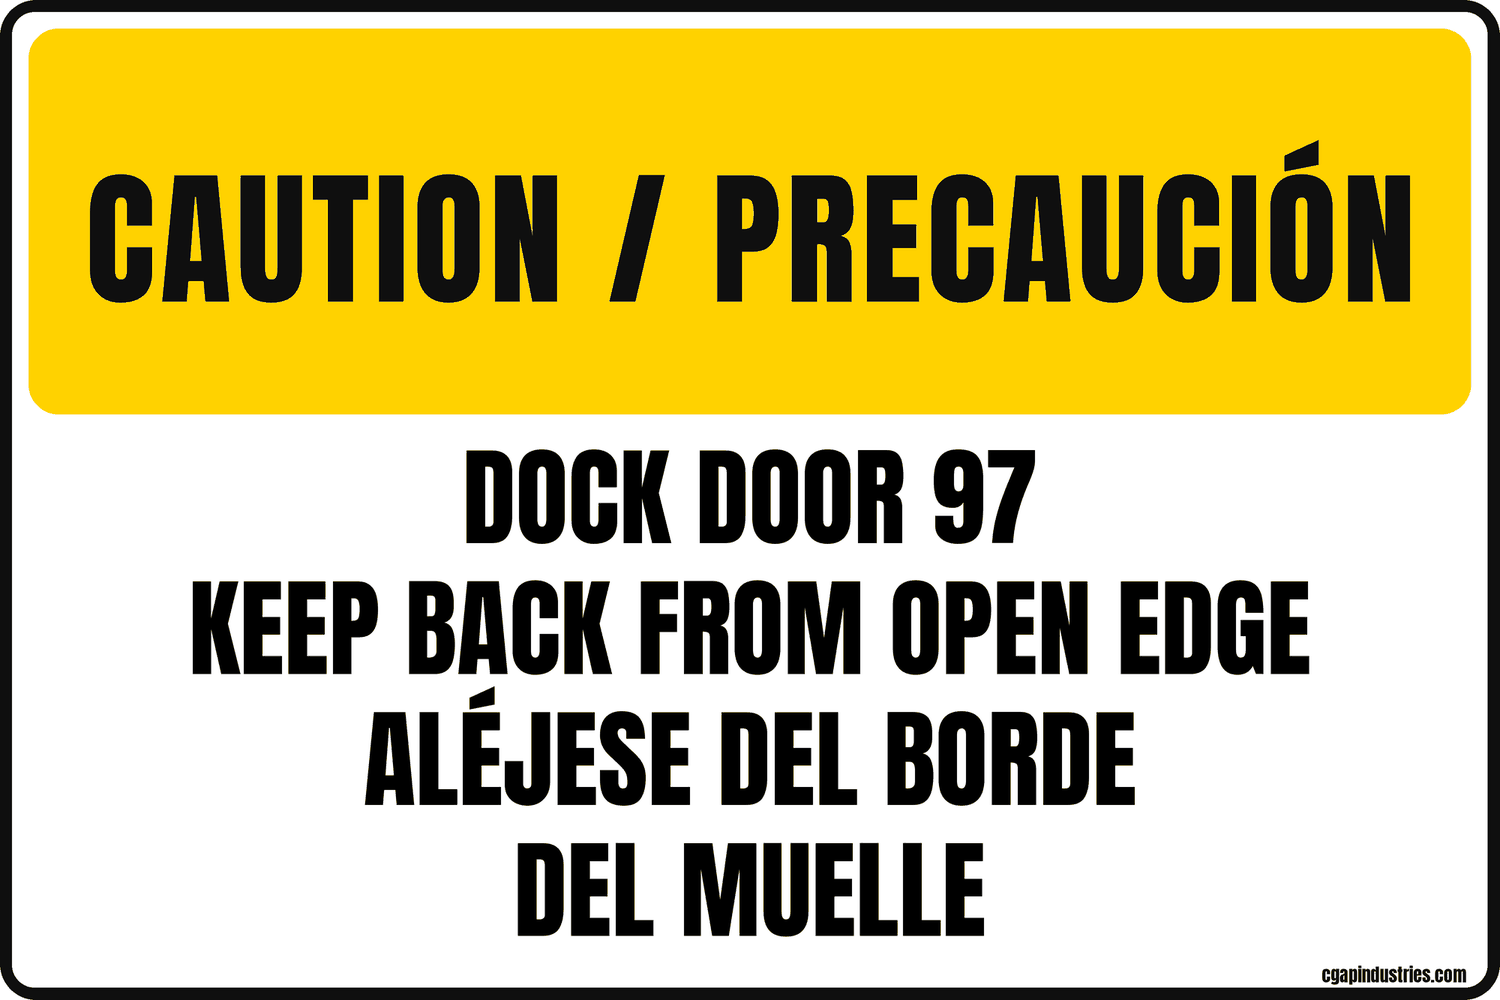 CAUTION / PRECAUCIÓN
DOCK DOOR 97
KEEP BACK FROM OPEN EDGE
ALÉJESE DEL BORDE
DEL MUELLE
cgapindustries.com